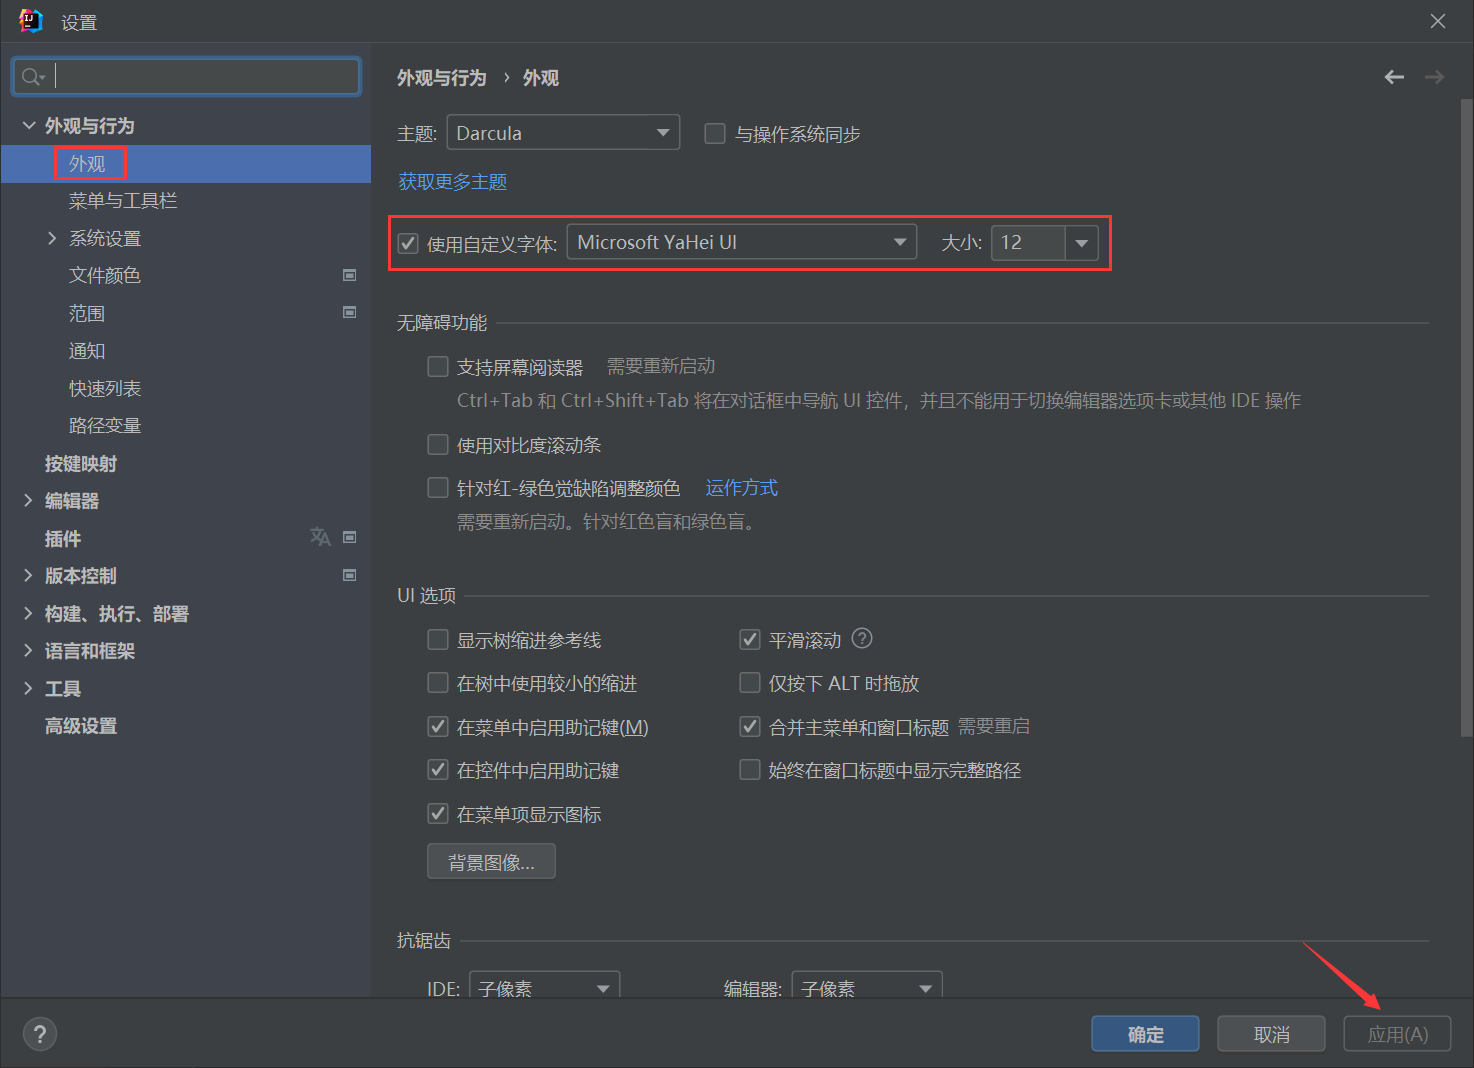 设置
外观与行为
外观
菜单与工具栏
系统设置
文件颜色
范围
通知
快速列表
路径变量
按键映射
编辑器
插件
版本控制
构建、执行、部署
语言和框架
工具
高级设置
外观与行为 › 外观
主题: Darcula 与操作系统同步
获取更多主题
使用自定义字体: Microsoft YaHei UI 大小: 12
无障碍功能
支持屏幕阅读器 需要重新启动
Ctrl+Tab 和 Ctrl+Shift+Tab 将在对话框中导航 UI 控件，并且不能用于切换编辑器选项卡或其他 IDE 操作
使用对比度滚动条
针对红-绿色觉缺陷调整颜色 运作方式
需要重新启动。针对红色盲和绿色盲。
UI 选项
显示树缩进参考线 平滑滚动 ?
在树中使用较小的缩进 仅按下 ALT 时拖放
在菜单中启用助记键(M) 合并主菜单和窗口标题 需要重启
在控件中启用助记键 始终在窗口标题中显示完整路径
在菜单项显示图标
背景图像...
抗锯齿
IDE: 子像素 编辑器: 子像素
? 确定 取消 应用(A)